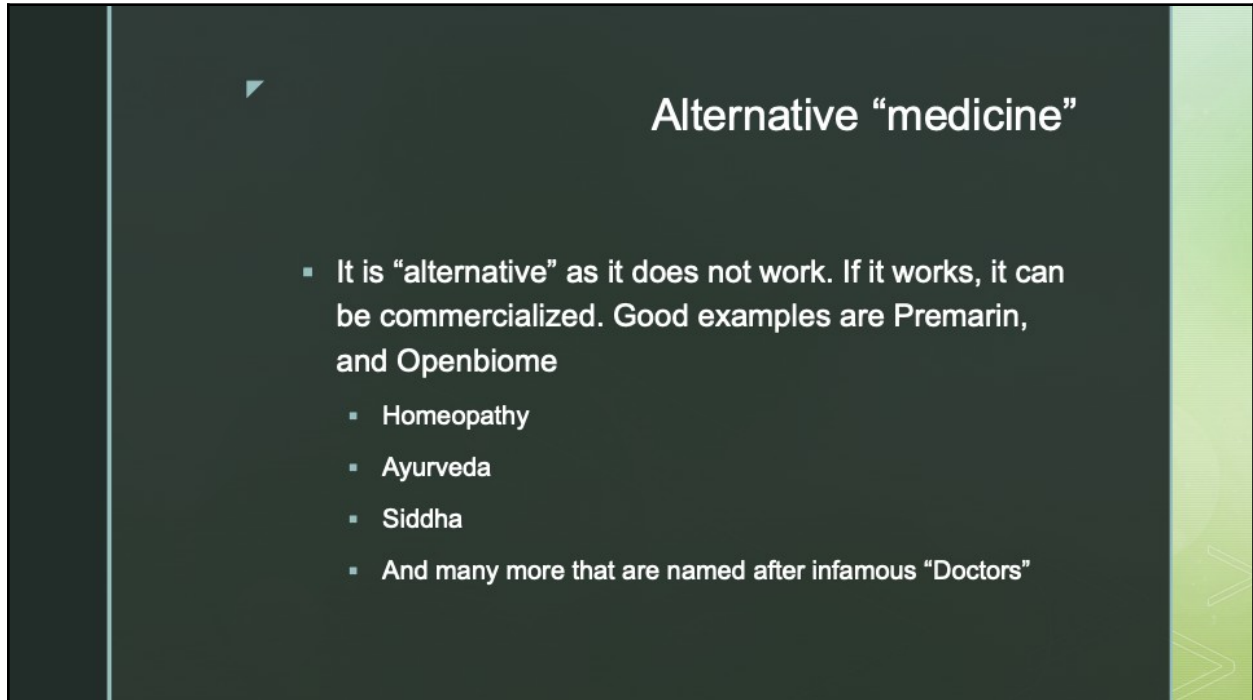 Alternative “medicine”
It is “alternative” as it does not work. If it works, it can
be commercialized. Good examples are Premarin,
and Openbiome
Homeopathy
Ayurveda
Siddha
And many more that are named after infamous “Doctors”